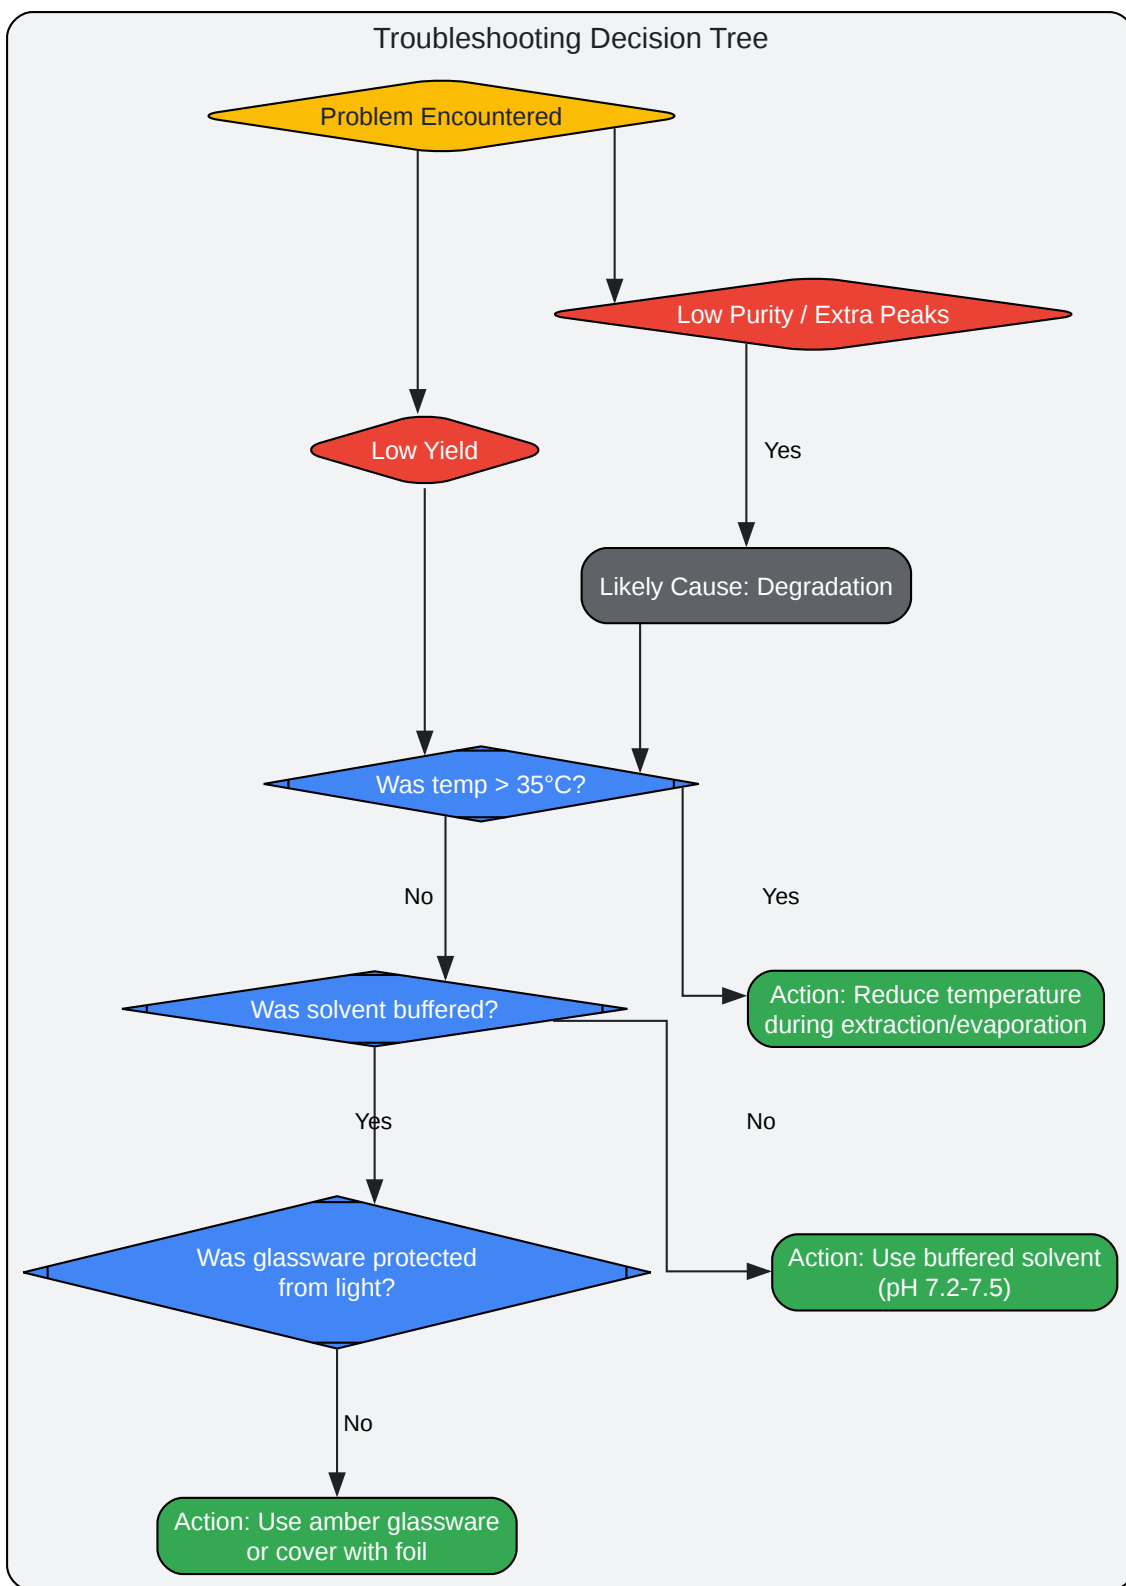 Troubleshooting Decision Tree
Problem Encountered
Low Purity / Extra Peaks
Low Yield
Yes
Likely Cause: Degradation
Was temp > 35°C?
No
Yes
Was solvent buffered?
Action: Reduce temperature
during extraction/evaporation
Yes
No
Was glassware protected
from light?
Action: Use buffered solvent
(pH 7.2-7.5)
No
Action: Use amber glassware
or cover with foil